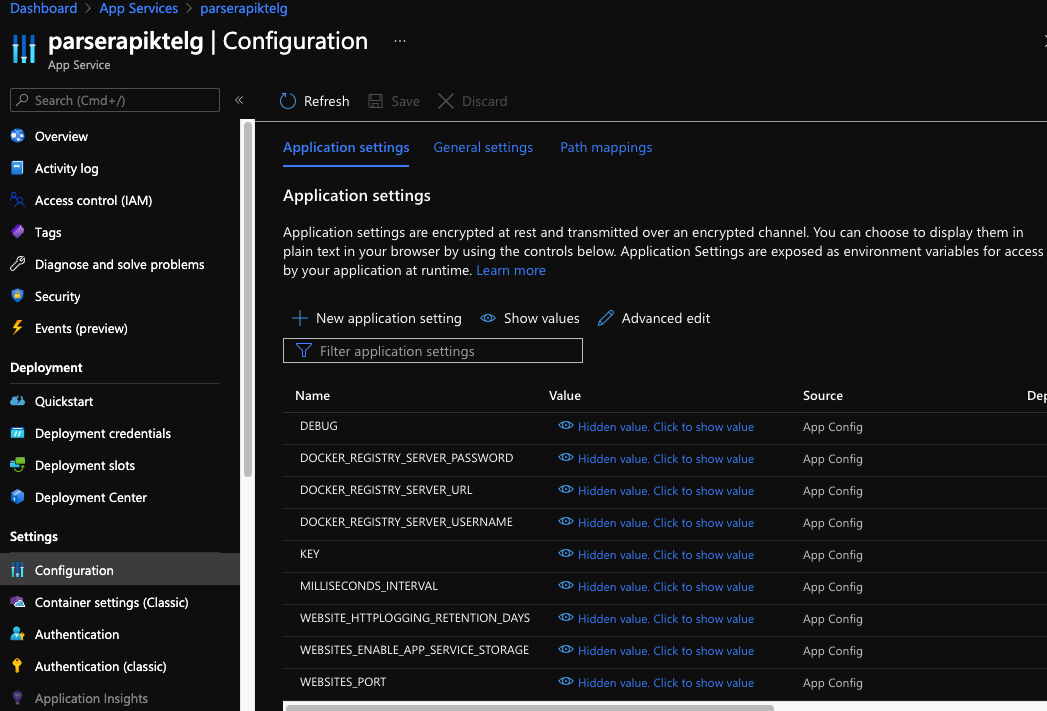 Dashboard > App Services > parserapiktelg
parserapiktelg | Configuration ...
App Service
Search (Cmd+/)
«
Refresh
Save
Discard
Overview
Activity log
Access control (IAM)
Tags
Diagnose and solve problems
Security
Events (preview)
Deployment
Quickstart
Deployment credentials
Deployment slots
Deployment Center
Settings
Configuration
Container settings (Classic)
Authentication
Authentication (classic)
Application Insights
Application settings General settings Path mappings
Application settings
Application settings are encrypted at rest and transmitted over an encrypted channel. You can choose to display them in
plain text in your browser by using the controls below. Application Settings are exposed as environment variables for access
by your application at runtime. Learn more
New application setting Show values Advanced edit
Filter application settings
Name Value Source Dep
DEBUG Hidden value. Click to show value App Config
DOCKER_REGISTRY_SERVER_PASSWORD Hidden value. Click to show value App Config
DOCKER_REGISTRY_SERVER_URL Hidden value. Click to show value App Config
DOCKER_REGISTRY_SERVER_USERNAME Hidden value. Click to show value App Config
KEY Hidden value. Click to show value App Config
MILLISECONDS_INTERVAL Hidden value. Click to show value App Config
WEBSITE_HTTPLOGGING_RETENTION_DAYS Hidden value. Click to show value App Config
WEBSITES_ENABLE_APP_SERVICE_STORAGE Hidden value. Click to show value App Config
WEBSITES_PORT Hidden value. Click to show value App Config